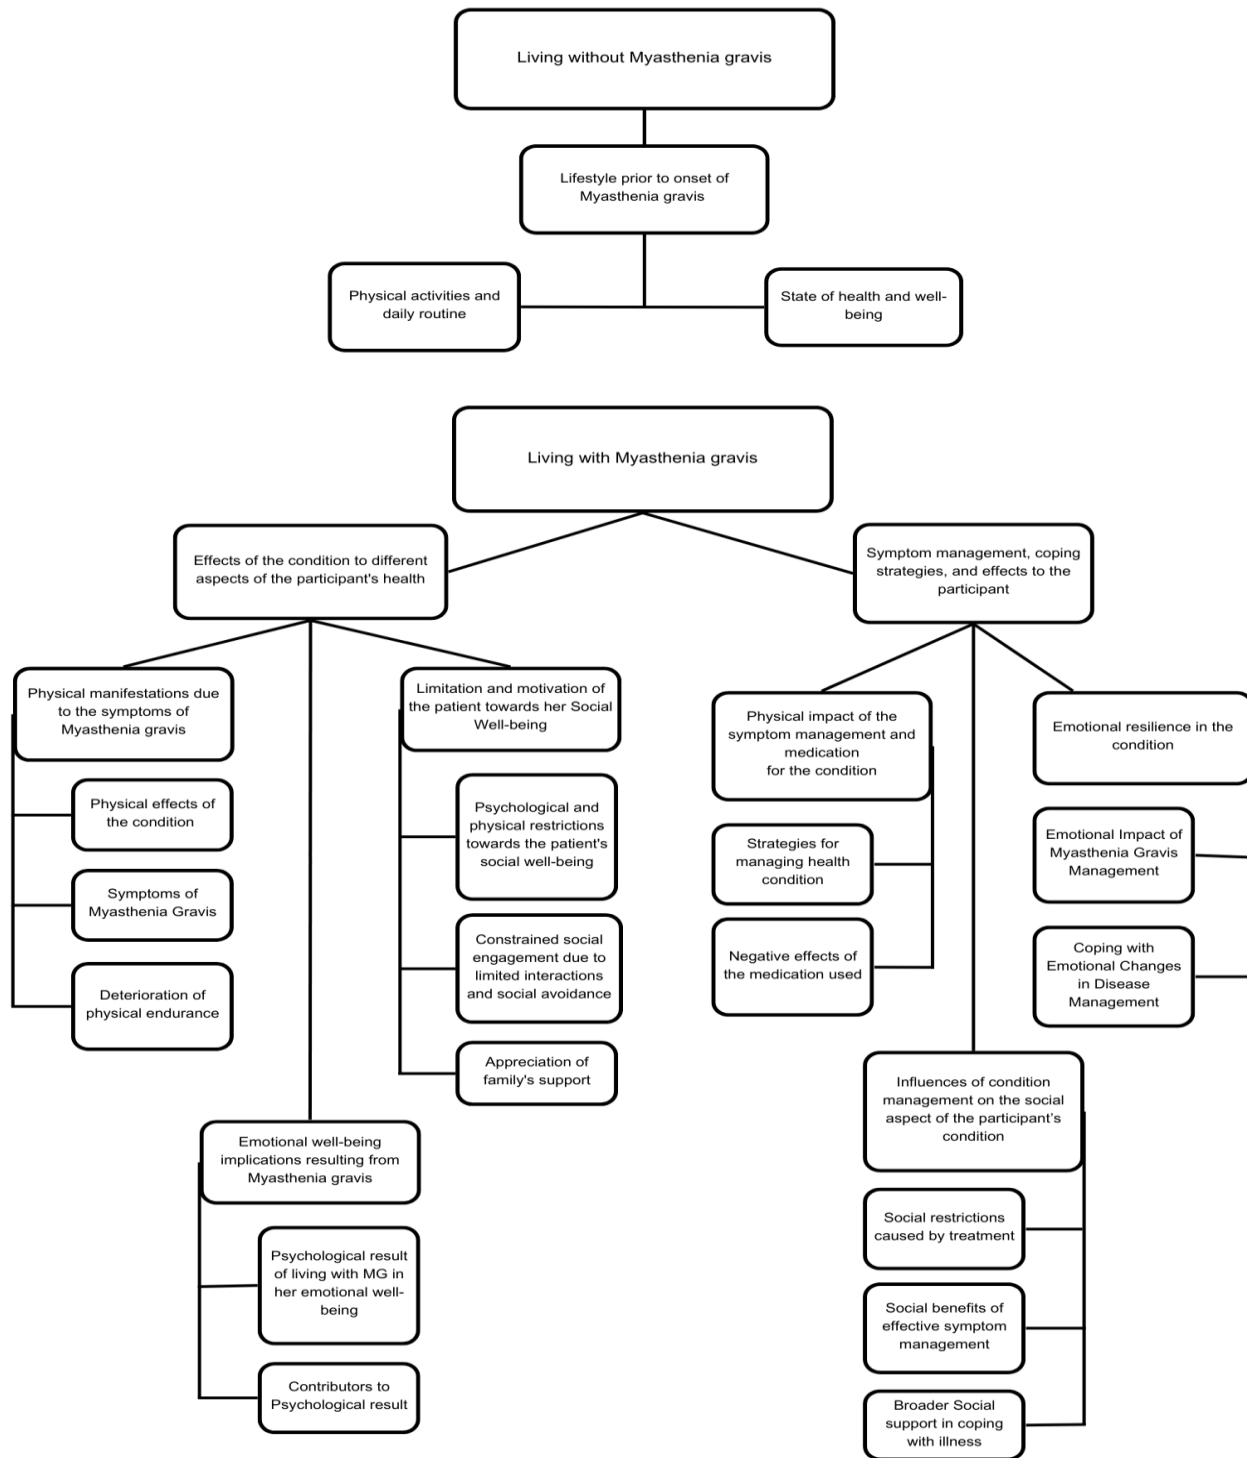 Living without Myasthenia gravis
Lifestyle prior to onset of
Myasthenia gravis
Physical activities and
daily routine
State of health and well-
being
Living with Myasthenia gravis
Effects of the condition to different
aspects of the participant's health
Symptom management, coping
strategies, and effects to the
participant
Physical manifestations due
to the symptoms of
Myasthenia gravis
Physical effects of
the condition
Symptoms of
Myasthenia Gravis
Deterioration of
physical endurance
Limitation and motivation of
the patient towards her Social
Well-being
Psychological and
physical restrictions
towards the patient's
social well-being
Constrained social
engagement due to
limited interactions
and social avoidance
Appreciation of
family's support
Emotional well-being
implications resulting from
Myasthenia gravis
Psychological result
of living with MG in
her emotional well-
being
Contributors to
Psychological result
Physical impact of the
symptom management and
medication
for the condition
Strategies for
managing health
condition
Negative effects of
the medication used
Emotional resilience in the
condition
Emotional Impact of
Myasthenia Gravis
Management
Coping with
Emotional Changes
in Disease
Management
Influences of condition
management on the social
aspect of the participant's
condition
Social restrictions
caused by treatment
Social benefits of
effective symptom
management
Broader Social
support in coping
with illness